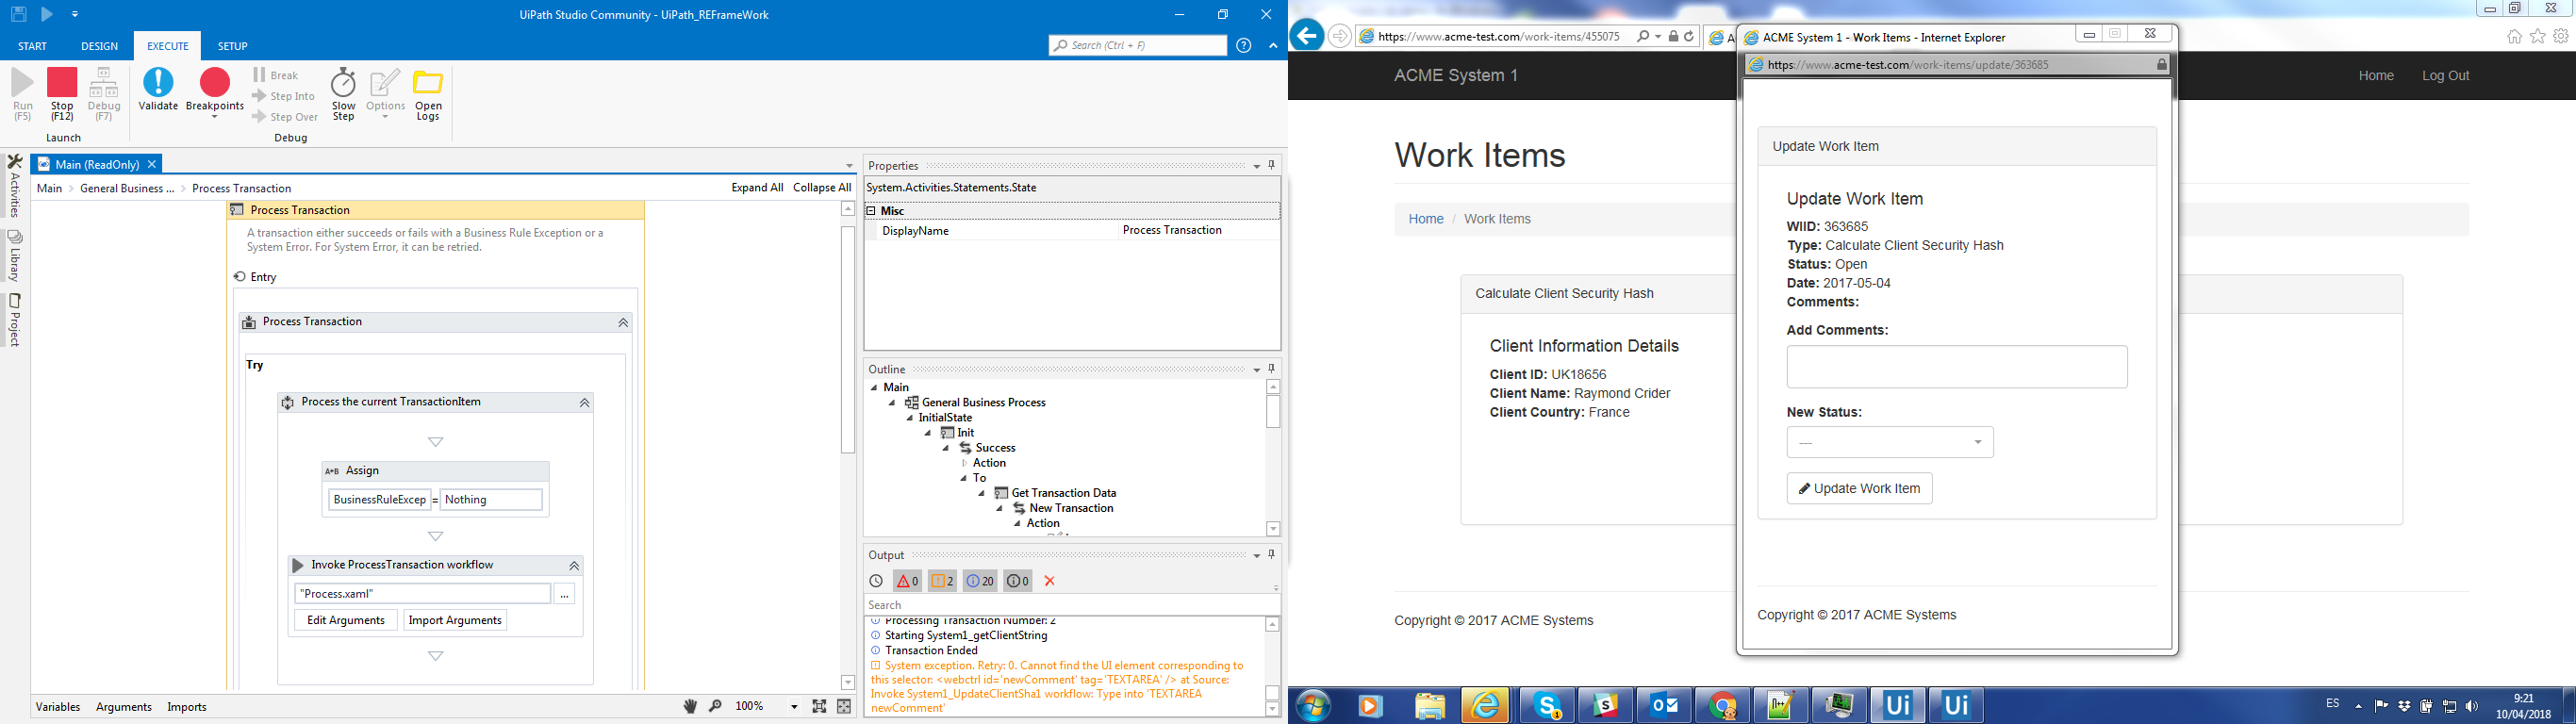 UiPath Studio Community - UiPath_REFrameWork
START DESIGN EXECUTE SETUP
Search (Ctrl + F)
Run (F5)
Stop (F12)
Debug (F7)
Launch
Validate
Breakpoints
Break
Step Into
Step Over
Slow Step
Options
Open Logs
Debug
Activities
Library
Project
Main (ReadOnly)
Main > General Business ... > Process Transaction
Expand All Collapse All
Process Transaction
A transaction either succeeds or fails with a Business Rule Exception or a
System Error. For System Error, it can be retried.
Entry
Process Transaction
Try
Process the current TransactionItem
A*B Assign
BusinessRuleExcep = Nothing
Invoke ProcessTransaction workflow
"Process.xaml" ...
Edit Arguments Import Arguments
Variables Arguments Imports
100%
Properties
System.Activities.Statements.State
Misc
DisplayName Process Transaction
Outline
Main
General Business Process
InitialState
Init
Success
Action
To
Get Transaction Data
New Transaction
Action
Output
0 2 20 0
Search
Processing Transaction Number: 2
Starting System1_getClientString
Transaction Ended
System exception. Retry: 0. Cannot find the UI element corresponding to
this selector: <webctrl id='newComment' tag='TEXTAREA' /> at Source:
Invoke System1_UpdateClientSha1 workflow: Type into 'TEXTAREA
newComment'
https://www.acme-test.com/work-items/455075
A
ACME System 1
Home Log Out
Work Items
Home / Work Items
Calculate Client Security Hash
Client Information Details
Client ID: UK18656
Client Name: Raymond Crider
Client Country: France
Copyright © 2017 ACME Systems
ACME System 1 - Work Items - Internet Explorer
https://www.acme-test.com/work-items/update/363685
Update Work Item
Update Work Item
WIID: 363685
Type: Calculate Client Security Hash
Status: Open
Date: 2017-05-04
Comments:
Add Comments:
New Status:
---
Update Work Item
Copyright © 2017 ACME Systems
Ui
Ui
ES
9:21
10/04/2018